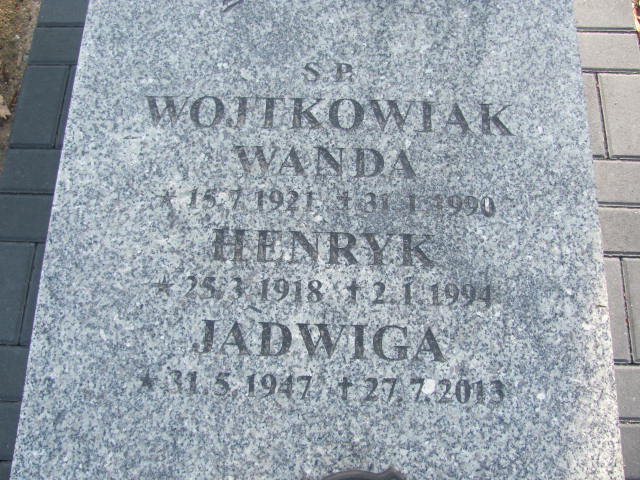 S.P.
WOJTKOWIAK
WANDA
* 15.7.1921 † 31.1.1990
HENRYK
* 25.3.1918 † 2.1.1994
JADWIGA
* 31.5.1947 † 27.7.2013